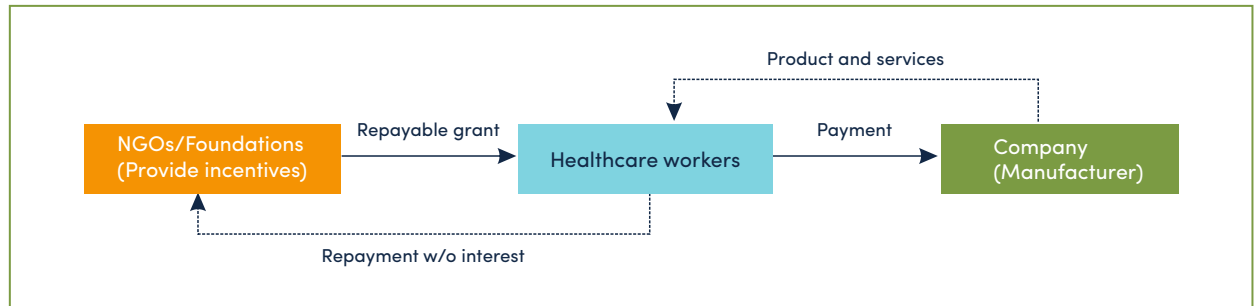 Product and services
Repayable grant
Payment
NGOs/Foundations
(Provide incentives)
Healthcare workers
Company
(Manufacturer)
Repayment w/o interest